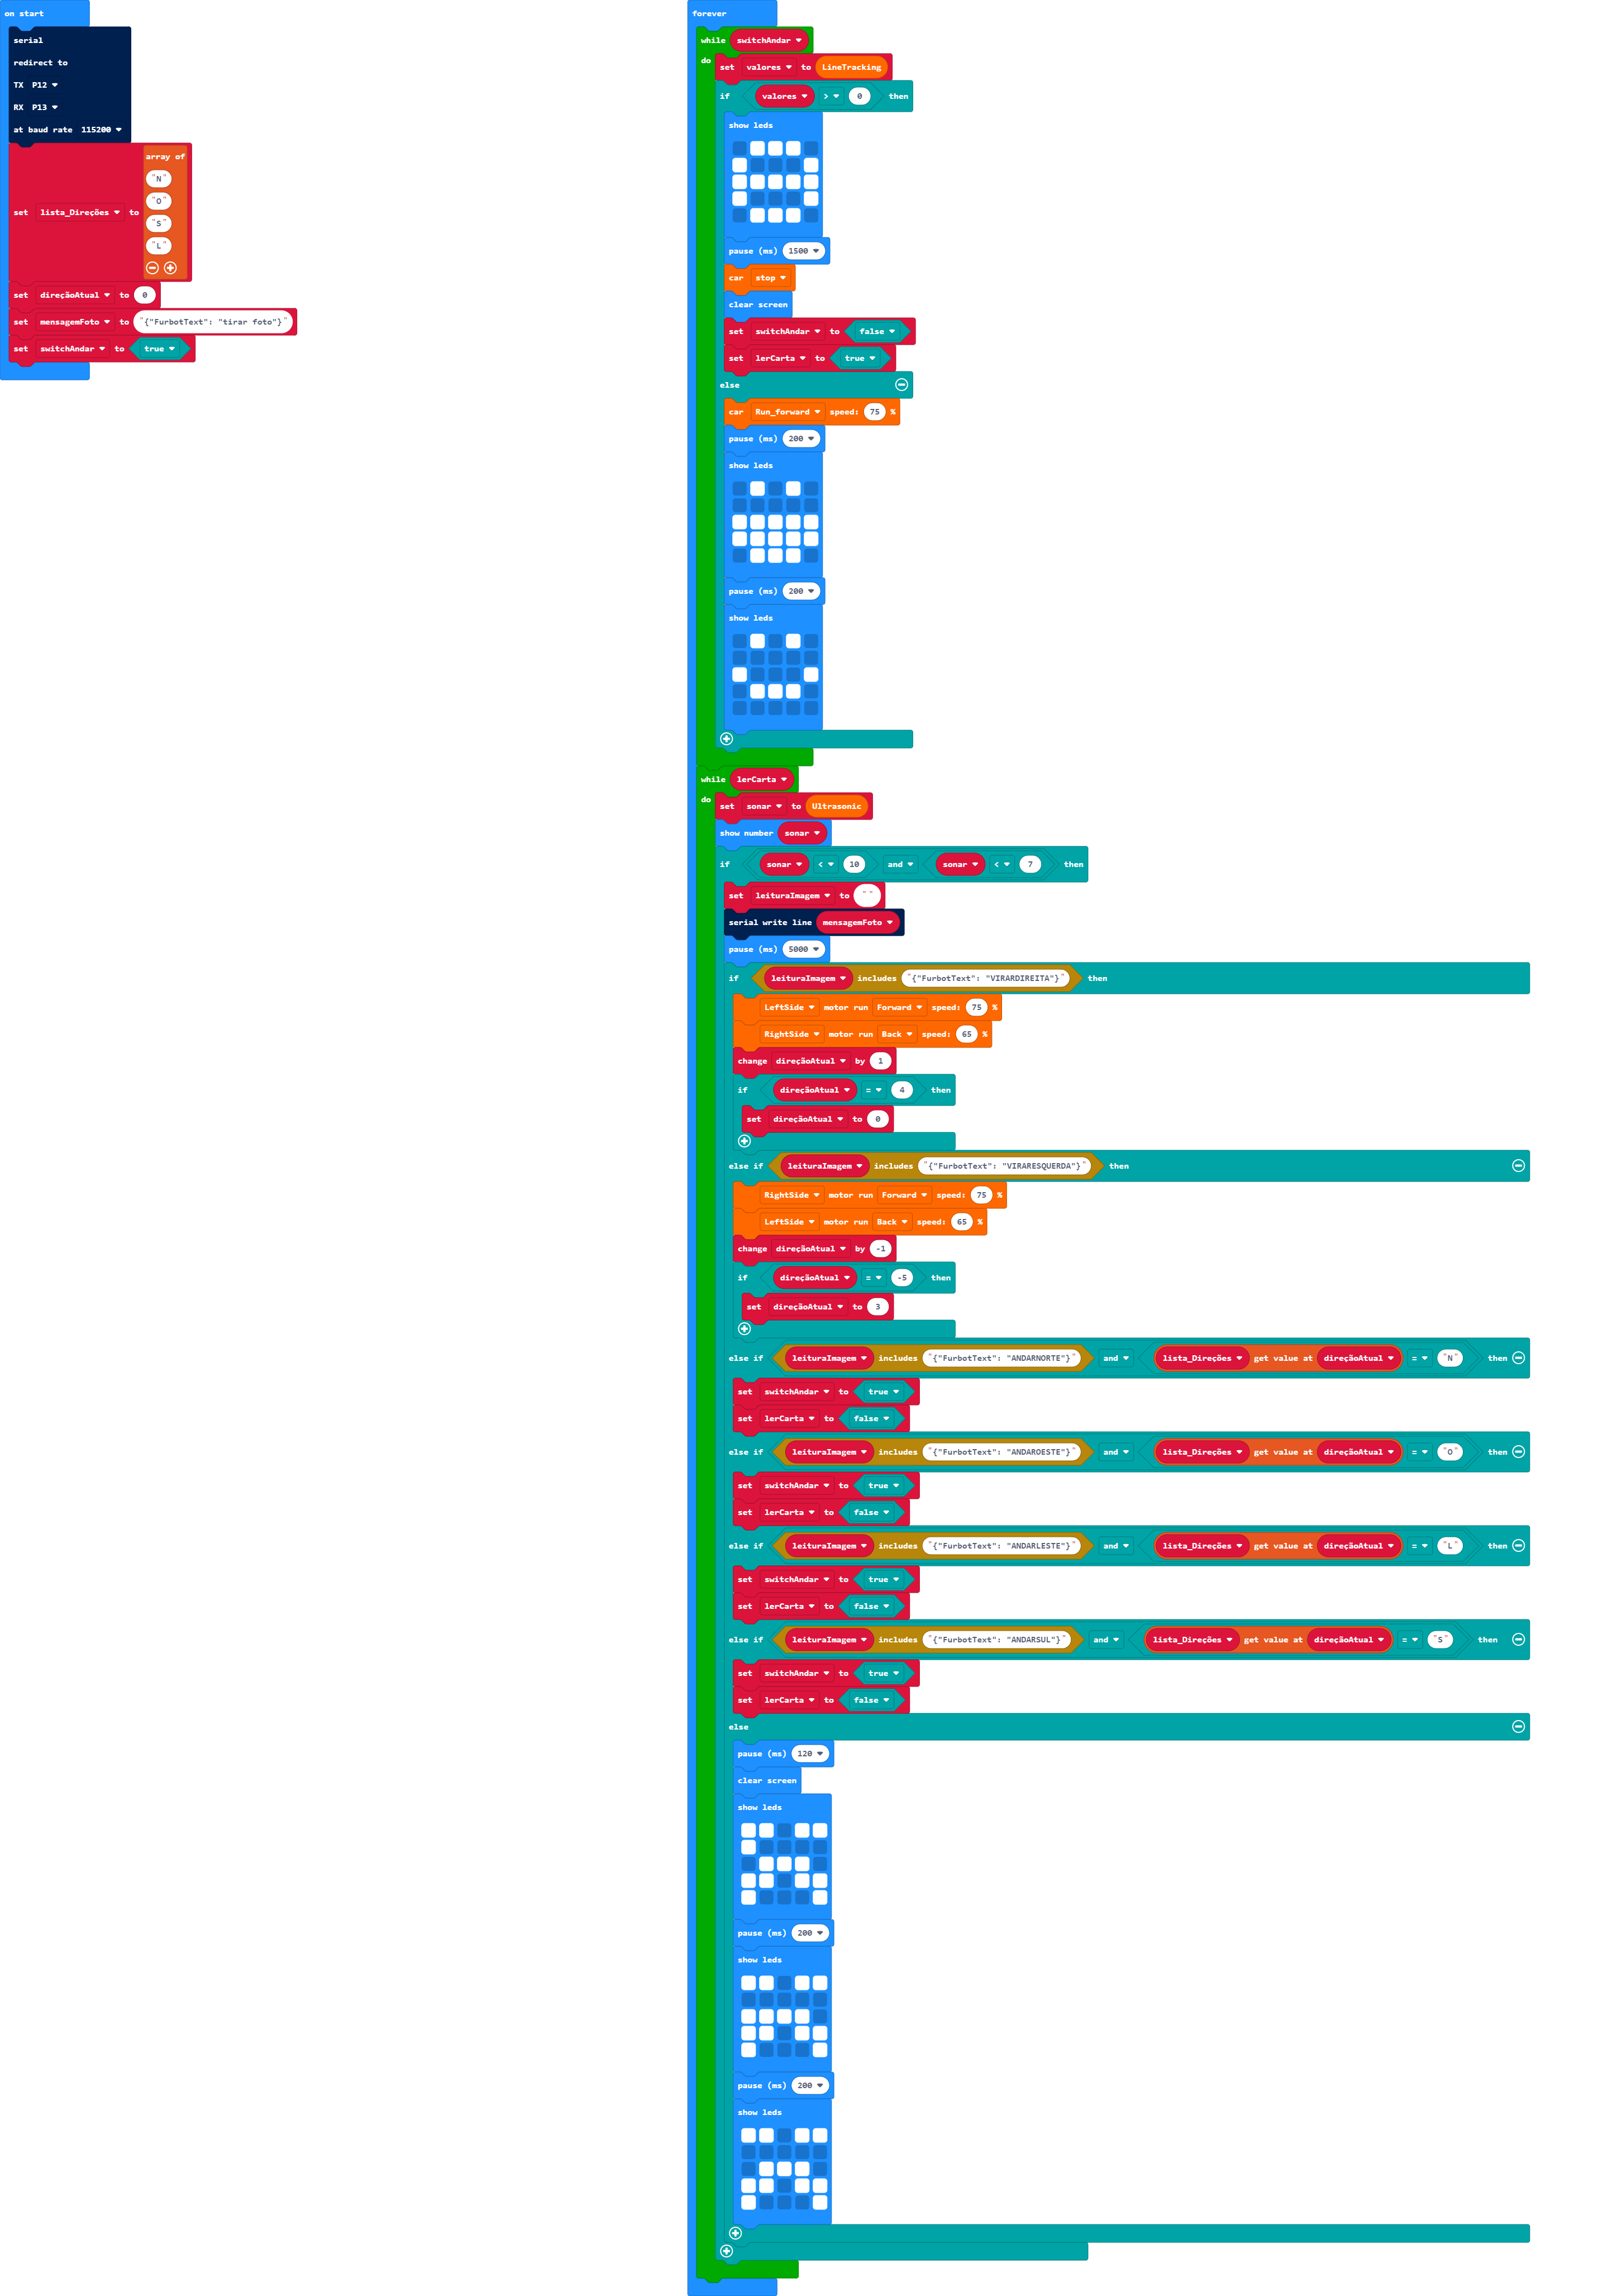 on start
serial
redirect to
TX P12
RX P13
at baud rate 115200
set lista_Direções to array of
"N"
"O"
"S"
"L"
set direçãoAtual to 0
set mensagemFoto to "{"FurbotText": "tirar foto"}"
set switchAndar to true
forever
while switchAndar
do set valores to LineTracking
if valores > 0 then
show leds
pause (ms) 1500
car stop
clear screen
set switchAndar to false
set lerCarta to true
else
car Run_forward speed: 75 %
pause (ms) 200
show leds
pause (ms) 200
show leds
while lerCarta
do set sonar to Ultrasonic
show number sonar
if sonar < 10 and sonar < 7 then
set leituraImagem to " "
serial write line mensagemFoto
pause (ms) 5000
if leituraImagem includes "{"FurbotText": "VIRARDIREITA"}" then
LeftSide motor run Forward speed: 75 %
RightSide motor run Back speed: 65 %
change direçãoAtual by 1
if direçãoAtual = 4 then
set direçãoAtual to 0
else if leituraImagem includes "{"FurbotText": "VIRARESQUERDA"}" then
RightSide motor run Forward speed: 75 %
LeftSide motor run Back speed: 65 %
change direçãoAtual by -1
if direçãoAtual = -5 then
set direçãoAtual to 3
else if leituraImagem includes "{"FurbotText": "ANDARNORTE"}" and lista_Direções get value at direçãoAtual = "N" then
set switchAndar to true
set lerCarta to false
else if leituraImagem includes "{"FurbotText": "ANDAROESTE"}" and lista_Direções get value at direçãoAtual = "O" then
set switchAndar to true
set lerCarta to false
else if leituraImagem includes "{"FurbotText": "ANDARLESTE"}" and lista_Direções get value at direçãoAtual = "L" then
set switchAndar to true
set lerCarta to false
else if leituraImagem includes "{"FurbotText": "ANDARSUL"}" and lista_Direções get value at direçãoAtual = "S" then
set switchAndar to true
set lerCarta to false
else
pause (ms) 120
clear screen
show leds
pause (ms) 200
show leds
pause (ms) 200
show leds